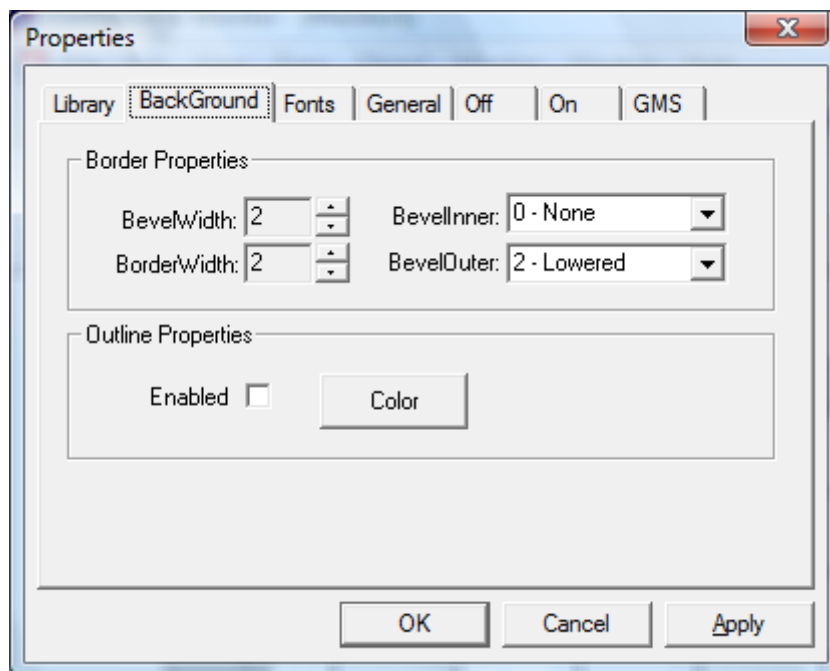 Properties
Library BackGround Fonts General Off On GMS
Border Properties
BevelWidth: 2 BevelInner: 0 - None
BorderWidth: 2 BevelOuter: 2 - Lowered
Outline Properties
Enabled Color
OK Cancel Apply